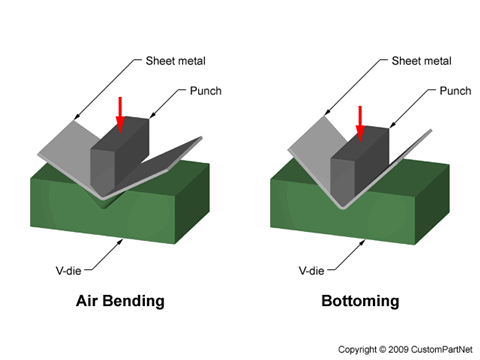 Sheet metal
Punch
V-die
Air Bending
Sheet metal
Punch
V-die
Bottoming
Copyright © 2009 CustomPartNet